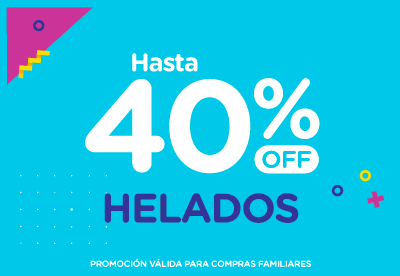 Hasta
40%
OFF
HELADOS
PROMOCIÓN VÁLIDA PARA COMPRAS FAMILIARES